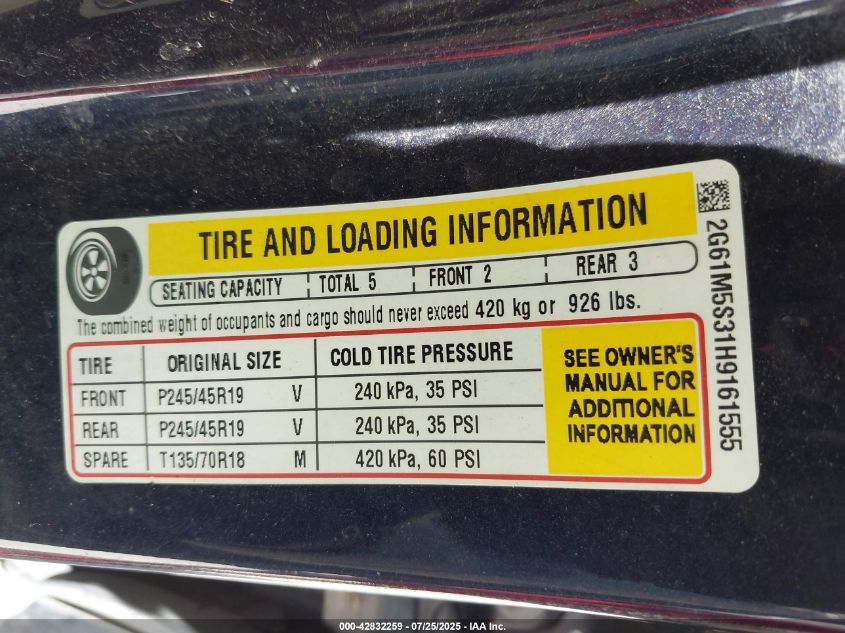 TIRE AND LOADING INFORMATION
SEATING CAPACITY TOTAL 5 FRONT 2 REAR 3
The combined weight of occupants and cargo should never exceed 420 kg or 926 lbs.
TIRE ORIGINAL SIZE COLD TIRE PRESSURE
FRONT P245/45R19 V 240 kPa, 35 PSI
REAR P245/45R19 V 240 kPa, 35 PSI
SPARE T135/70R18 M 420 kPa, 60 PSI
SEE OWNER'S
MANUAL FOR
ADDITIONAL
INFORMATION
2G61M5S31H9161555
000-42832259 - 07/25/2025 - IAA Inc.